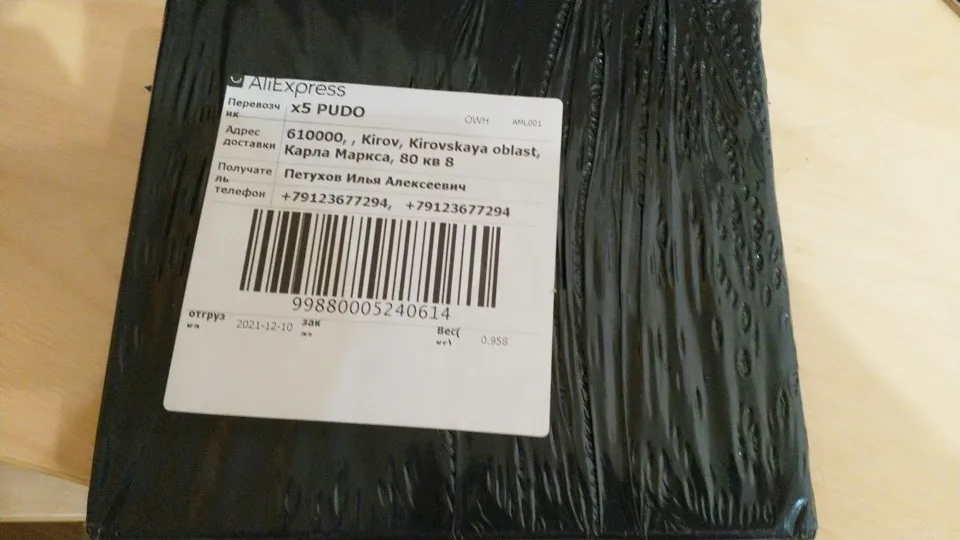 AliExpress
Перевозч
ик
x5 PUDO
OWH
AML001
Адрес
доставки
610000, , Kirov, Kirovskaya oblast,
Карла Маркса, 80 кв 8
Получате
ль
Петухов Илья Алексеевич
телефон
+79123677294, +79123677294
99880005240614
отгруз
2021-12-10
зак
Вес(
0.958